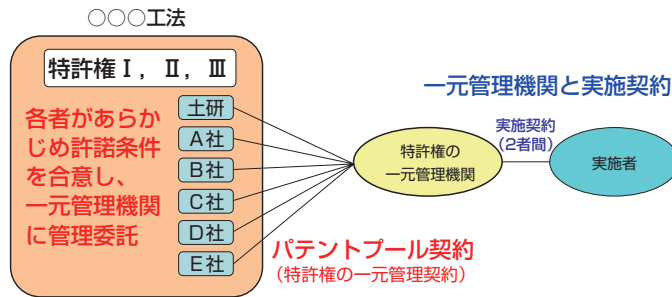 ○○○工法
特許権Ⅰ，Ⅱ，Ⅲ
各者があらか
じめ許諾条件
を合意し、
一元管理機関
に管理委託
土研
A社
B社
C社
D社
E社
パテントプール契約
(特許権の一元管理契約)
特許権の
一元管理機関
一元管理機関と実施契約
実施契約
(2者間)
実施者